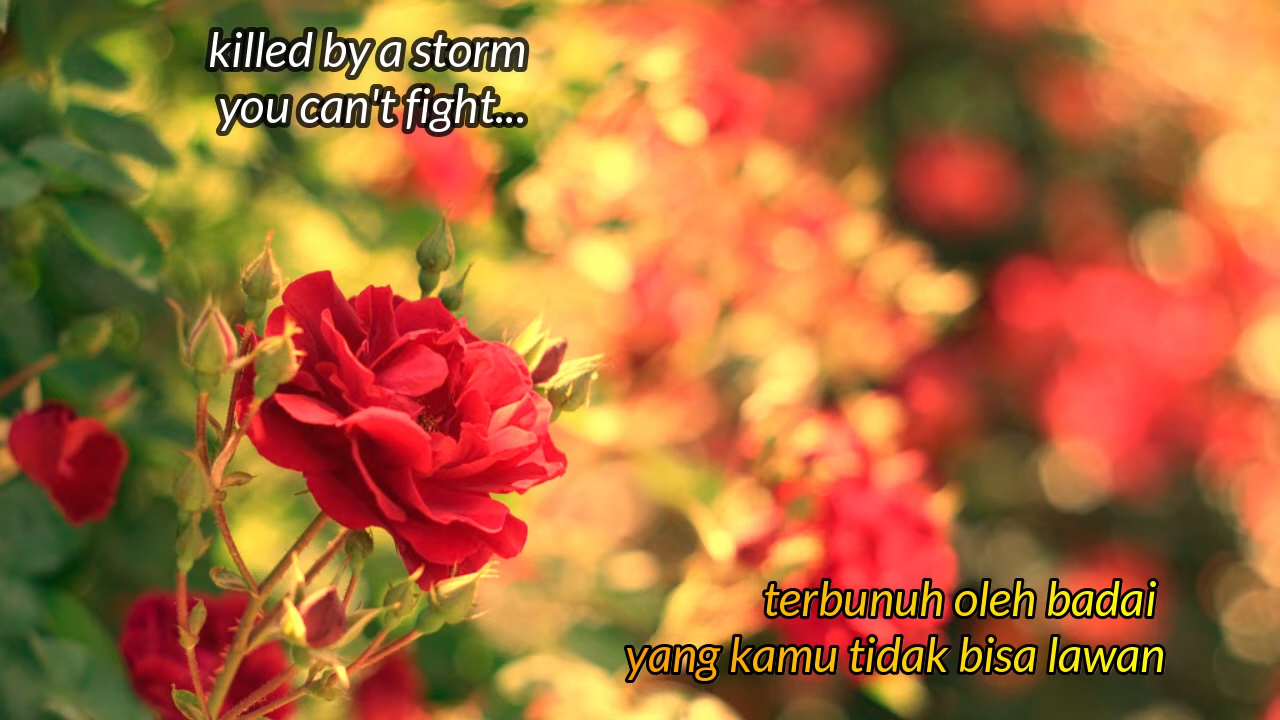 killed by a storm
you can't fight...
terbunuh oleh badai
yang kamu tidak bisa lawan